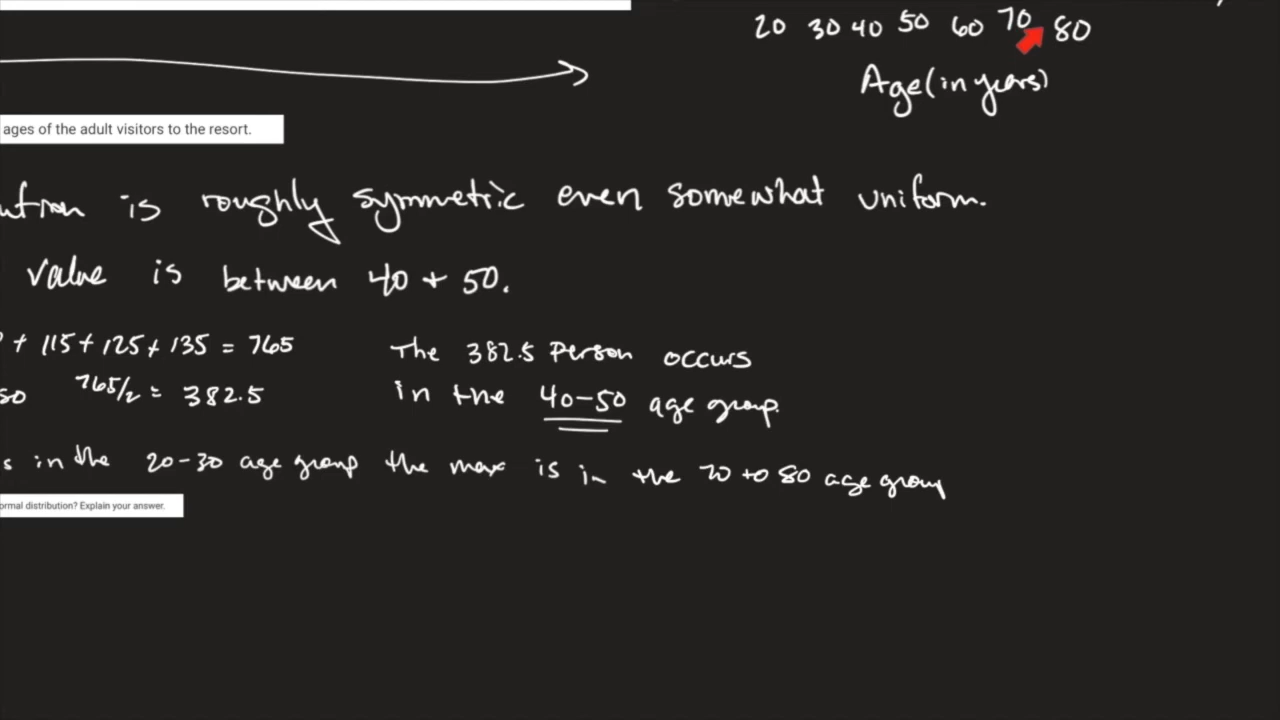 20 30 40 50 60 70 80
Age (in years)
ages of the adult visitors to the resort.
ution is roughly symmetric even somewhat uniform.
value is between 40 + 50.
+ 115 + 125 + 135 = 765
The 382.5 Person occurs
so 765/2 = 382.5
in the 40-50 age group.
s in the 20-30 age group the max is in the 70 to 80 age group
ormal distribution? Explain your answer.